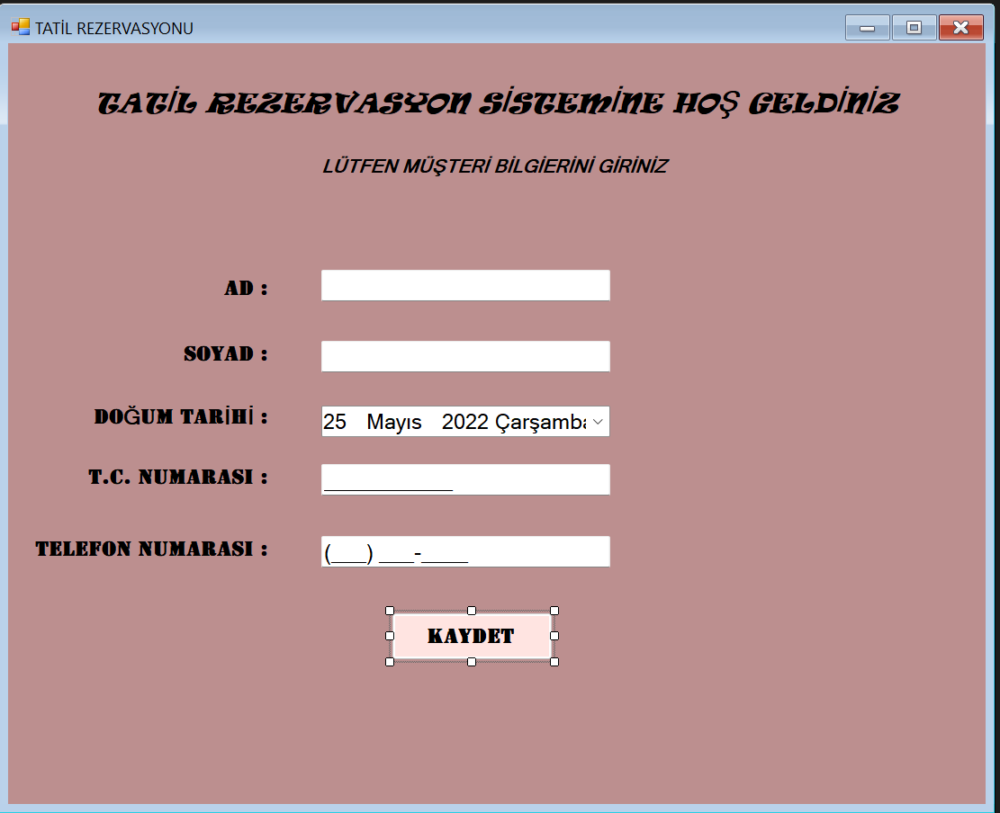 TATİL REZERVASYONU
TATİL REZERVASYON SİSTEMİNE HOŞ GELDİNİZ
LÜTFEN MÜŞTERİ BİLGİERİNİ GİRİNİZ
AD :
SOYAD :
DOĞUM TARİHİ : 25 Mayıs 2022 Çarşamba
T.C. NUMARASI : ___________
TELEFON NUMARASI : (___) ___-____
KAYDET